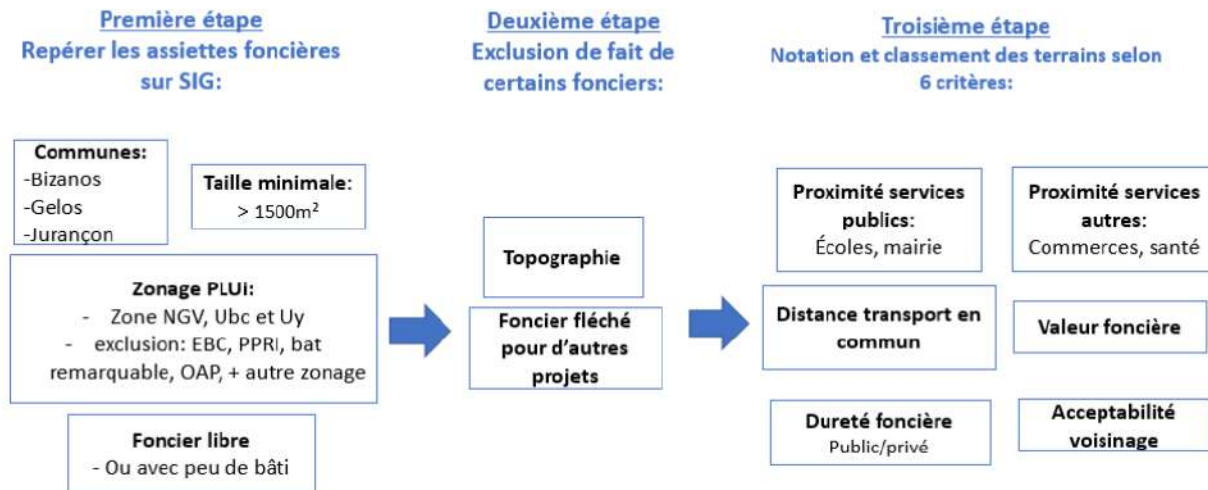 Première étape
Repérer les assiettes foncières
sur SIG:
Communes:
-Bizanos
-Gelos
-Jurançon
Taille minimale:
> 1500m²
Zonage PLUi:
- Zone NGV, Ubc et Uy
- exclusion: EBC, PPRI, bat
remarquable, OAP, + autre zonage
Foncier libre
- Ou avec peu de bâti
Deuxième étape
Exclusion de fait de
certains fonciers:
Topographie
Foncier fléché
pour d'autres
projets
Troisième étape
Notation et classement des terrains selon
6 critères:
Proximité services
publics:
Écoles, mairie
Proximité services
autres:
Commerces, santé
Distance transport en
commun
Valeur foncière
Dureté foncière
Public/privé
Acceptabilité
voisinage